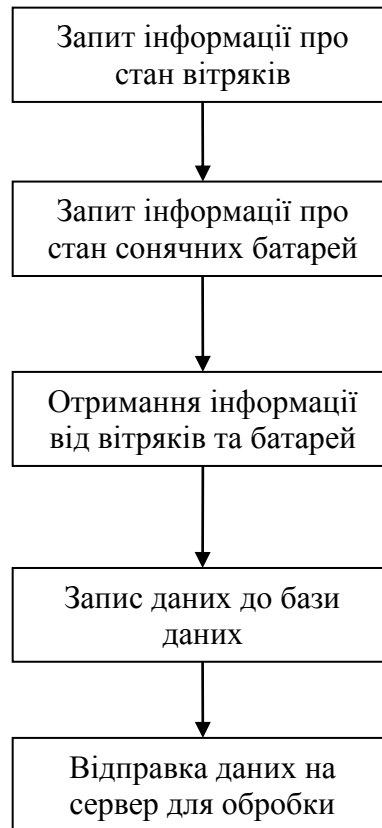 Запит інформації про
стан вітряків
Запит інформації про
стан сонячних батарей
Отримання інформації
від вітряків та батарей
Запис даних до бази
даних
Відправка даних на
сервер для обробки